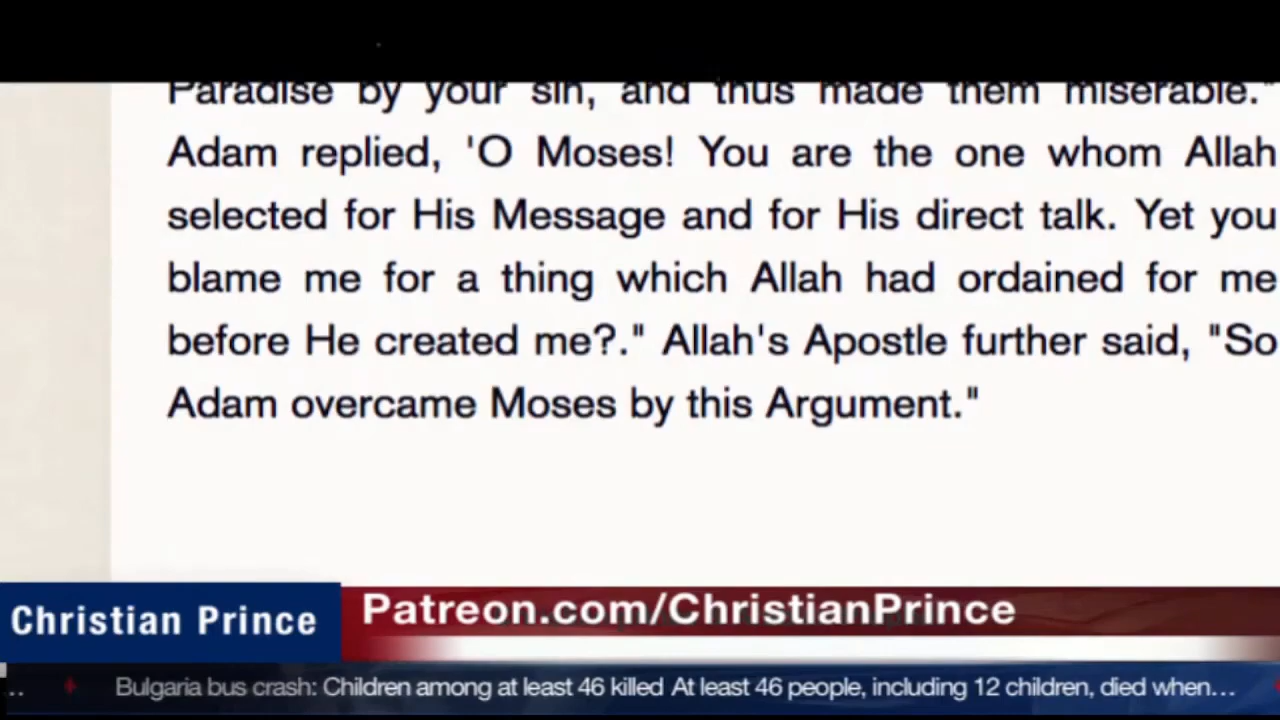 Paradise by your sin, and thus made them miserable."
Adam replied, 'O Moses! You are the one whom Allah
selected for His Message and for His direct talk. Yet you
blame me for a thing which Allah had ordained for me
before He created me?." Allah's Apostle further said, "So
Adam overcame Moses by this Argument."
Christian Prince
Patreon.com/ChristianPrince
.. Bulgaria bus crash: Children among at least 46 killed At least 46 people, including 12 children, died when...